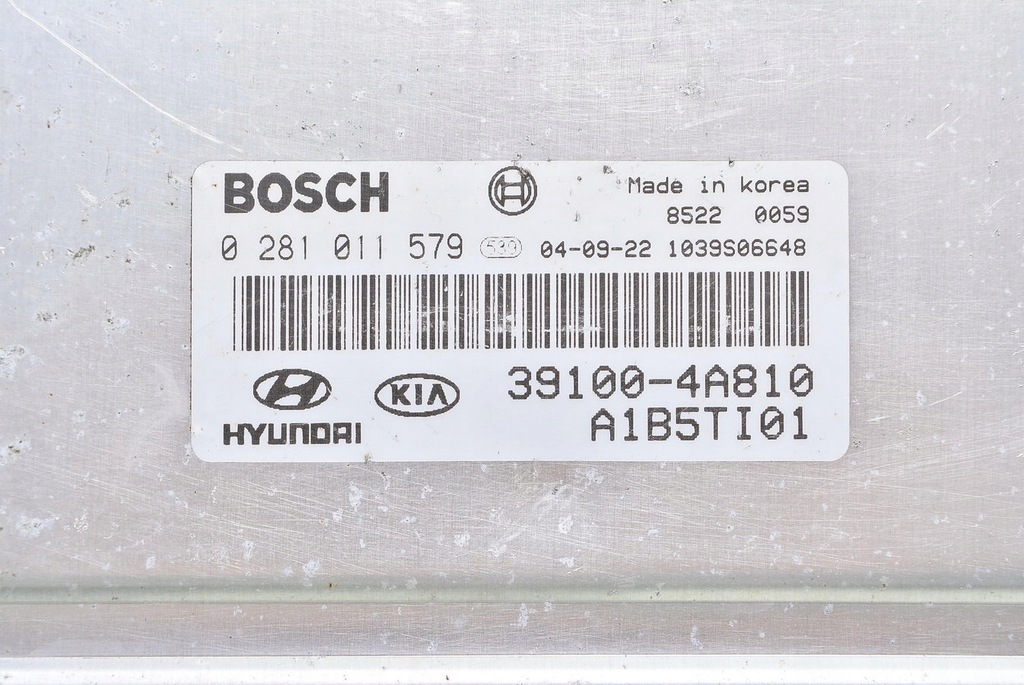 BOSCH
Made in korea
8522 0059
0 281 011 579 539 04-09-22 1039S06648
39100-4A810
KIA
HYUNDAI
A1B5TI01